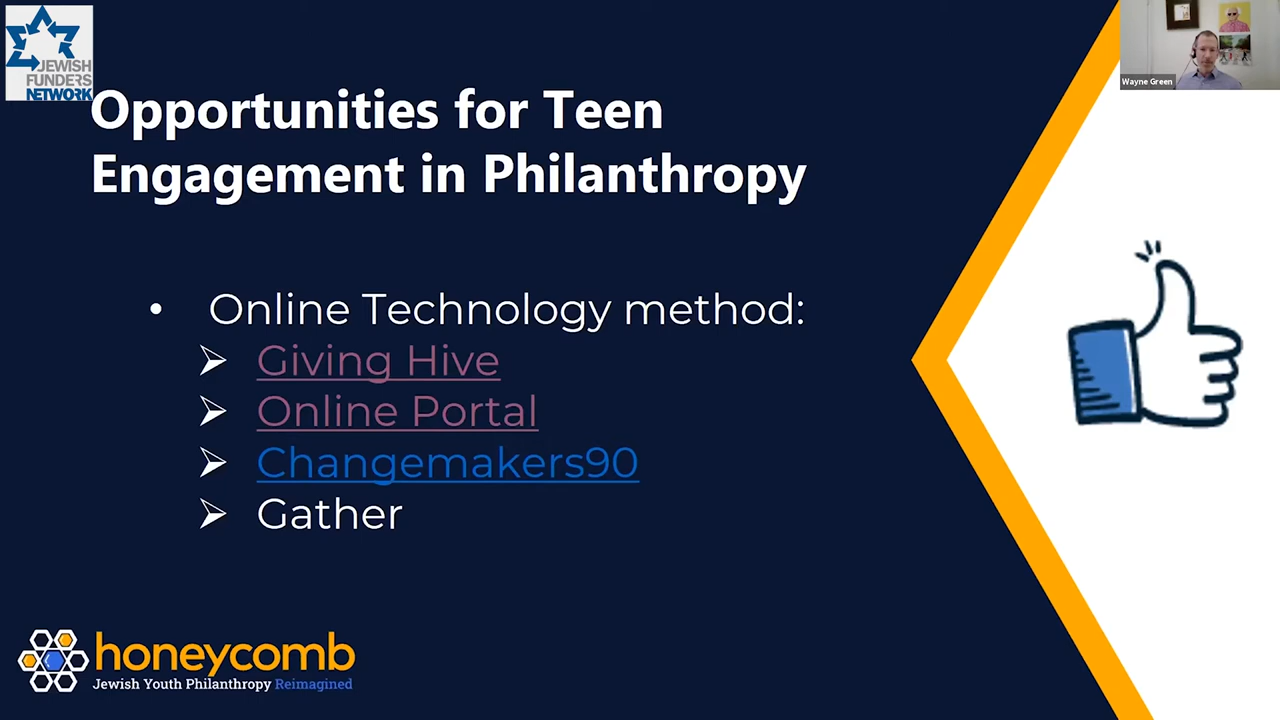 JEWISH
FUNDERS
NETWORK
Wayne Green
Opportunities for Teen
Engagement in Philanthropy
• Online Technology method:
➢ Giving Hive
➢ Online Portal
➢ Changemakers90
➢ Gather
honeycomb
Jewish Youth Philanthropy Reimagined